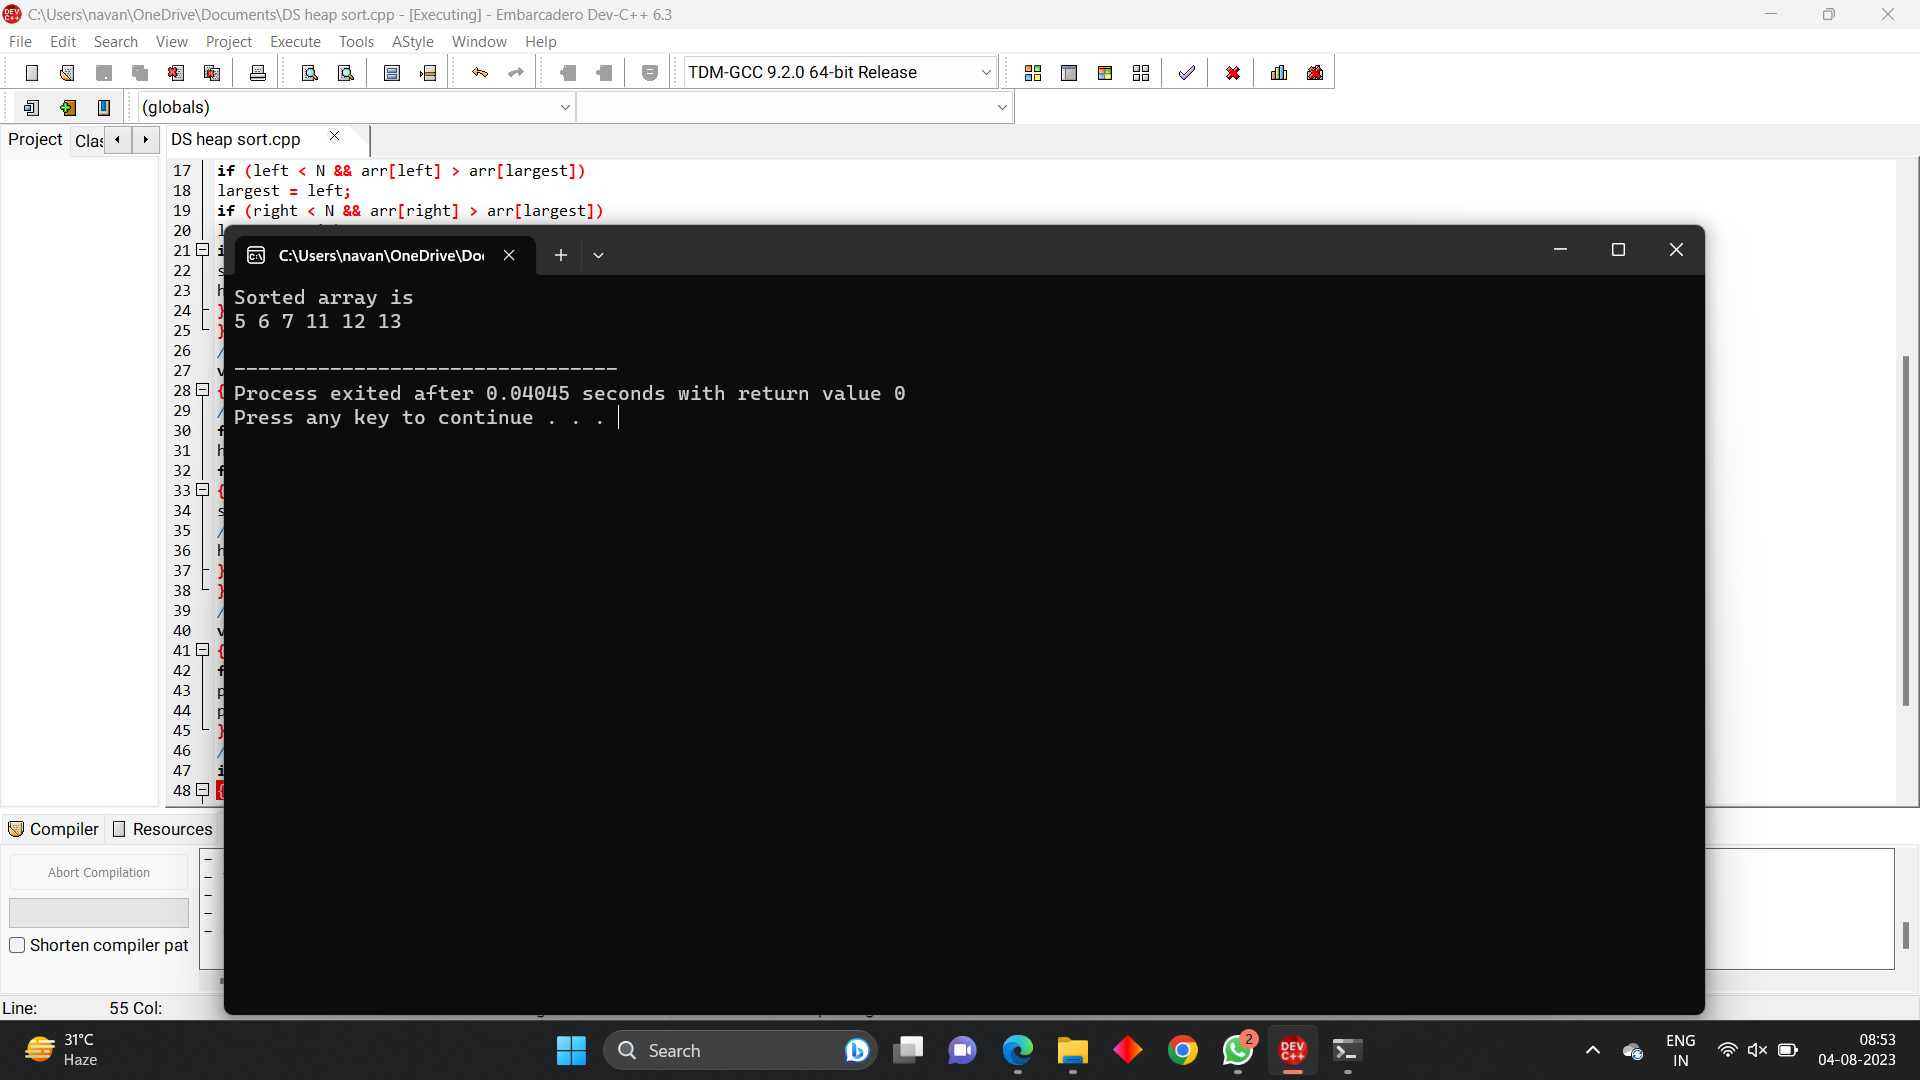 C:\Users\navan\OneDrive\Documents\DS heap sort.cpp - [Executing] - Embarcadero Dev-C++ 6.3
File Edit Search View Project Execute Tools AStyle Window Help
TDM-GCC 9.2.0 64-bit Release
(globals)
Project Clas DS heap sort.cpp
17 if (left < N && arr[left] > arr[largest])
18 largest = left;
19 if (right < N && arr[right] > arr[largest])
20
21
22
23
24 }
25 }
26
27
28 {
29
30
31
32
33 {
34
35
36
37 }
38 }
39
40
41 {
42
43
44
45 }
46
47
48 {
C:\Users\navan\OneDrive\Do
Sorted array is
5 6 7 11 12 13
--------------------------------
Process exited after 0.04045 seconds with return value 0
Press any key to continue . . .
Compiler Resources
Abort Compilation
Shorten compiler pat
Line: 55 Col:
31°C
Haze
Search
2
DEV
C++
ENG
IN
08:53
04-08-2023